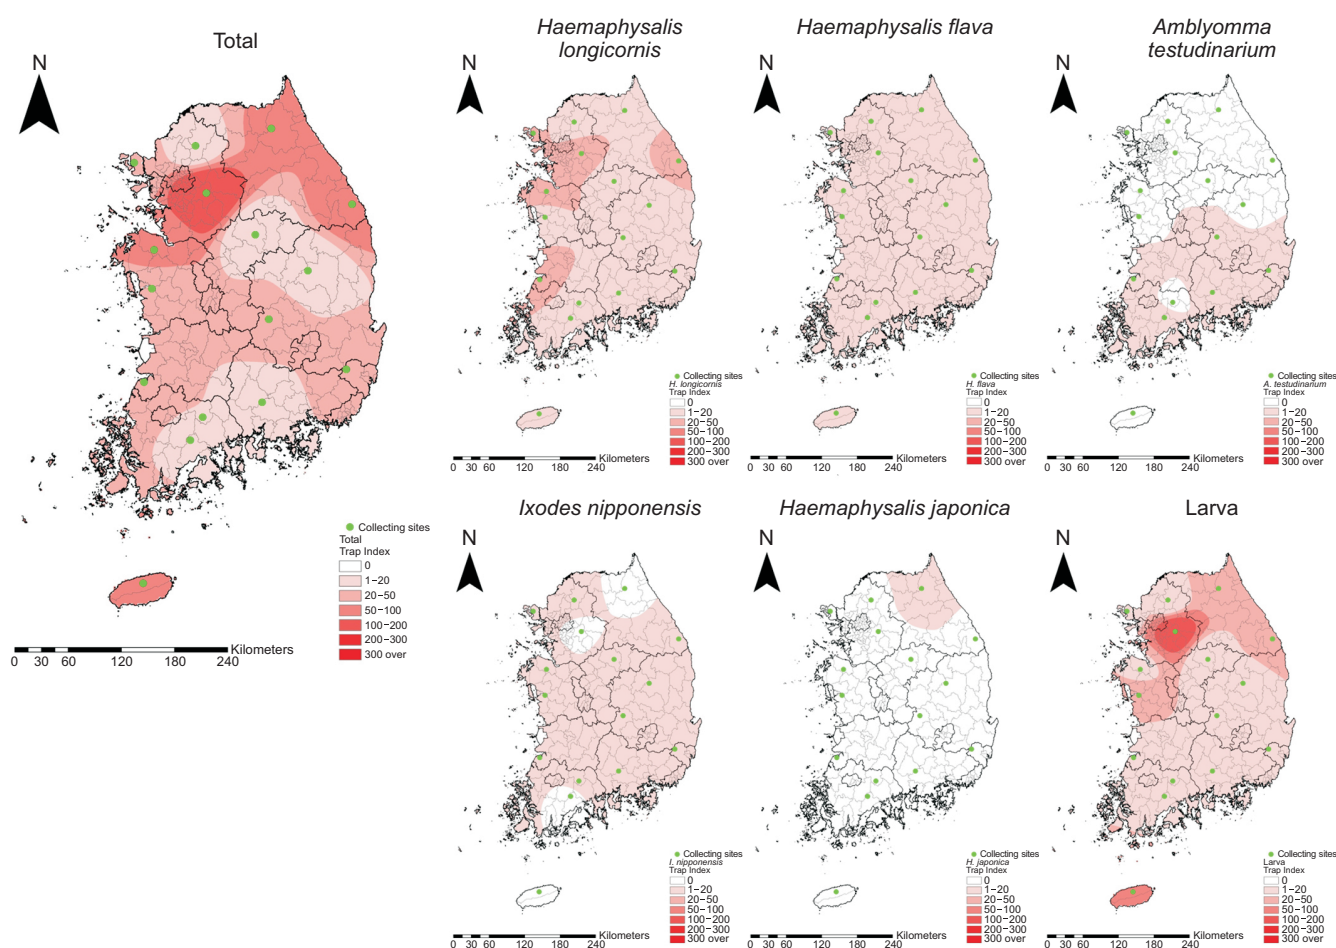 Total
N
Collecting sites
Total
Trap Index
0
1–20
20–50
50–100
100–200
200–300
300 over
Kilometers
0 30 60 120 180 240
Haemaphysalis
longicornis
N
Collecting sites
H. longicornis
Trap Index
0
1–20
20–50
50–100
100–200
200–300
300 over
Kilometers
0 30 60 120 180 240
Haemaphysalis flava
N
Collecting sites
H. flava
Trap Index
0
1–20
20–50
50–100
100–200
200–300
300 over
Kilometers
0 30 60 120 180 240
Amblyomma
testudinarium
N
Collecting sites
A. testudinarium
Trap Index
0
1–20
20–50
50–100
100–200
200–300
300 over
Kilometers
0 30 60 120 180 240
Ixodes nipponensis
N
Collecting sites
I. nipponensis
Trap Index
0
1–20
20–50
50–100
100–200
200–300
300 over
Kilometers
0 30 60 120 180 240
Haemaphysalis japonica
N
Collecting sites
H. japonica
Trap Index
0
1–20
20–50
50–100
100–200
200–300
300 over
Kilometers
0 30 60 120 180 240
Larva
N
Collecting sites
Larva
Trap Index
0
1–20
20–50
50–100
100–200
200–300
300 over
Kilometers
0 30 60 120 180 240